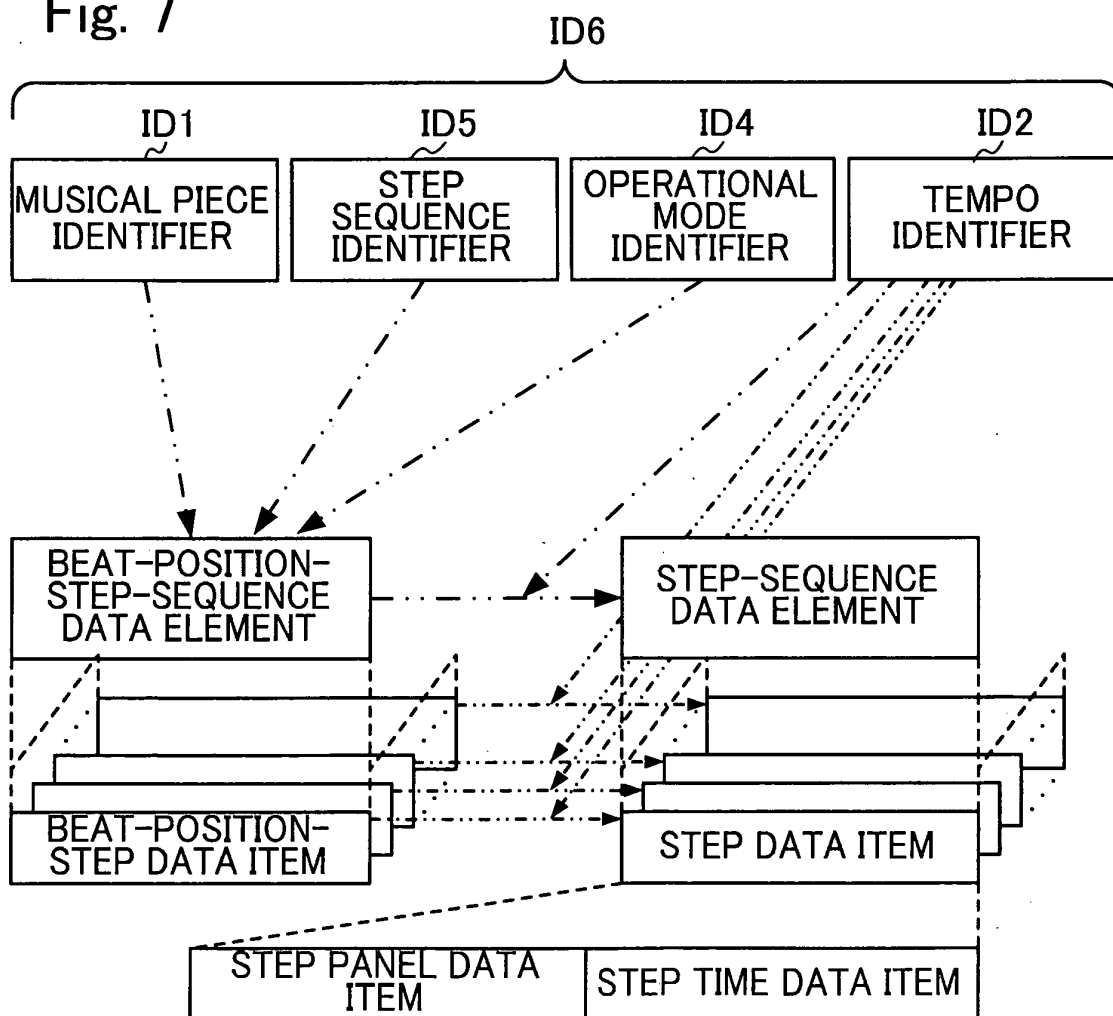 Fig. 7
ID6
ID1
ID5
ID4
ID2
MUSICAL PIECE
IDENTIFIER
STEP
SEQUENCE
IDENTIFIER
OPERATIONAL
MODE
IDENTIFIER
TEMPO
IDENTIFIER
BEAT-POSITION-
STEP-SEQUENCE
DATA ELEMENT
STEP-SEQUENCE
DATA ELEMENT
BEAT-POSITION-
STEP DATA ITEM
STEP DATA ITEM
STEP PANEL DATA
ITEM
STEP TIME DATA ITEM